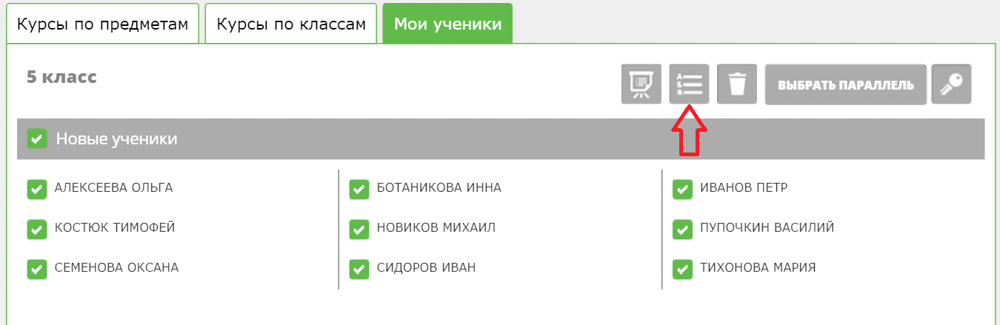 Курсы по предметам
Курсы по классам
Мои ученики
5 класс
ВЫБРАТЬ ПАРАЛЛЕЛЬ
Новые ученики
АЛЕКСЕЕВА ОЛЬГА
БОТАНИКОВА ИННА
ИВАНОВ ПЕТР
КОСТЮК ТИМОФЕЙ
НОВИКОВ МИХАИЛ
ПУПОЧКИН ВАСИЛИЙ
СЕМЕНОВА ОКСАНА
СИДОРОВ ИВАН
ТИХОНОВА МАРИЯ